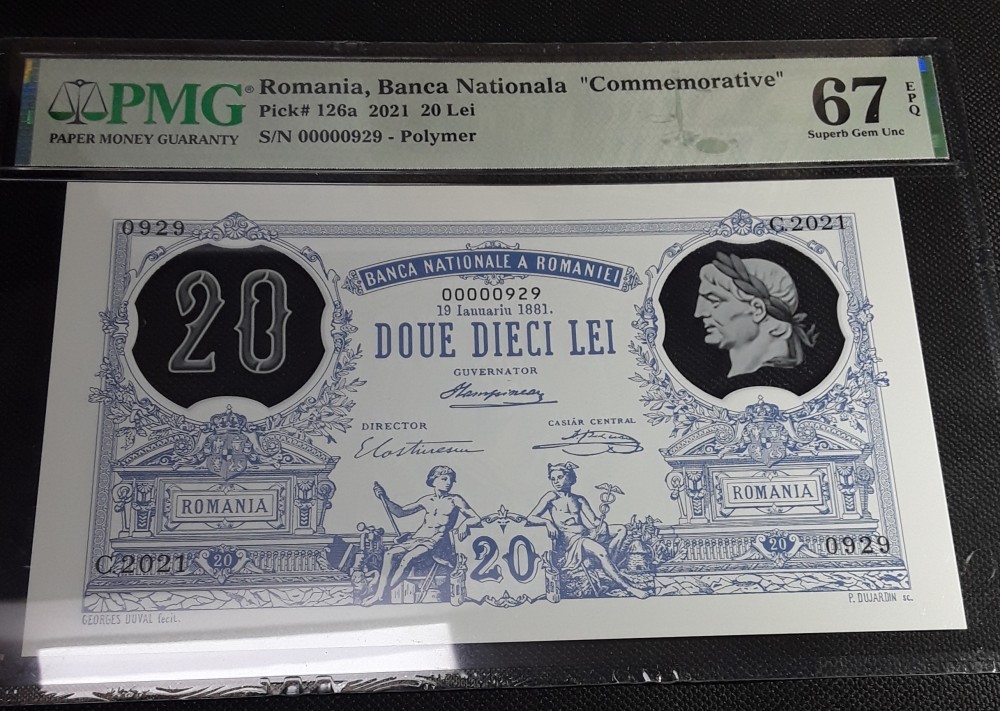 PMG®
PAPER MONEY GUARANTY
Romania, Banca Nationala "Commemorative"
Pick# 126a 2021 20 Lei
S/N 00000929 - Polymer
67
EPQ
Superb Gem Unc
0929
C.2021
20
BANCA NATIONALE A ROMANIEI
00000929
19 Ianuariu 1881.
DOUE DIECI LEI
GUVERNATOR
DIRECTOR
CASIÁR CENTRAL
ROMANIA
ROMANIA
C.2021
20
20
20
0929
GEORGES DUVAL fecit.
P. DUJARDIN sc.